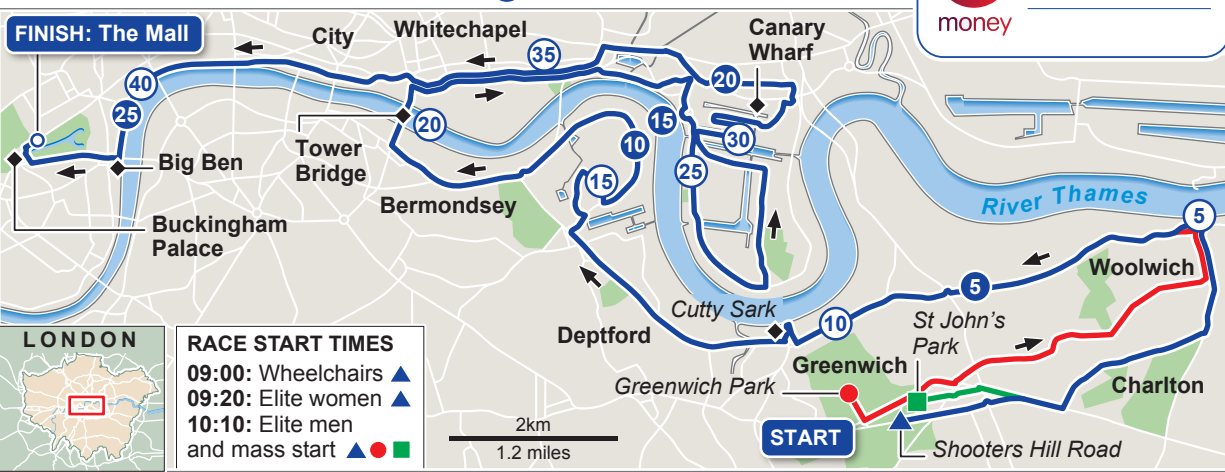 money
FINISH: The Mall
City
Whitechapel
Canary
Wharf
35
40
25
20
20
15
10
30
15
25
Tower
Bridge
Big Ben
Bermondsey
Buckingham
Palace
River Thames
5
Woolwich
5
Cutty Sark
10
St John's
Park
Deptford
Greenwich Park
Greenwich
Charlton
START
Shooters Hill Road
LONDON
RACE START TIMES
09:00: Wheelchairs
09:20: Elite women
10:10: Elite men
and mass start
2km
1.2 miles